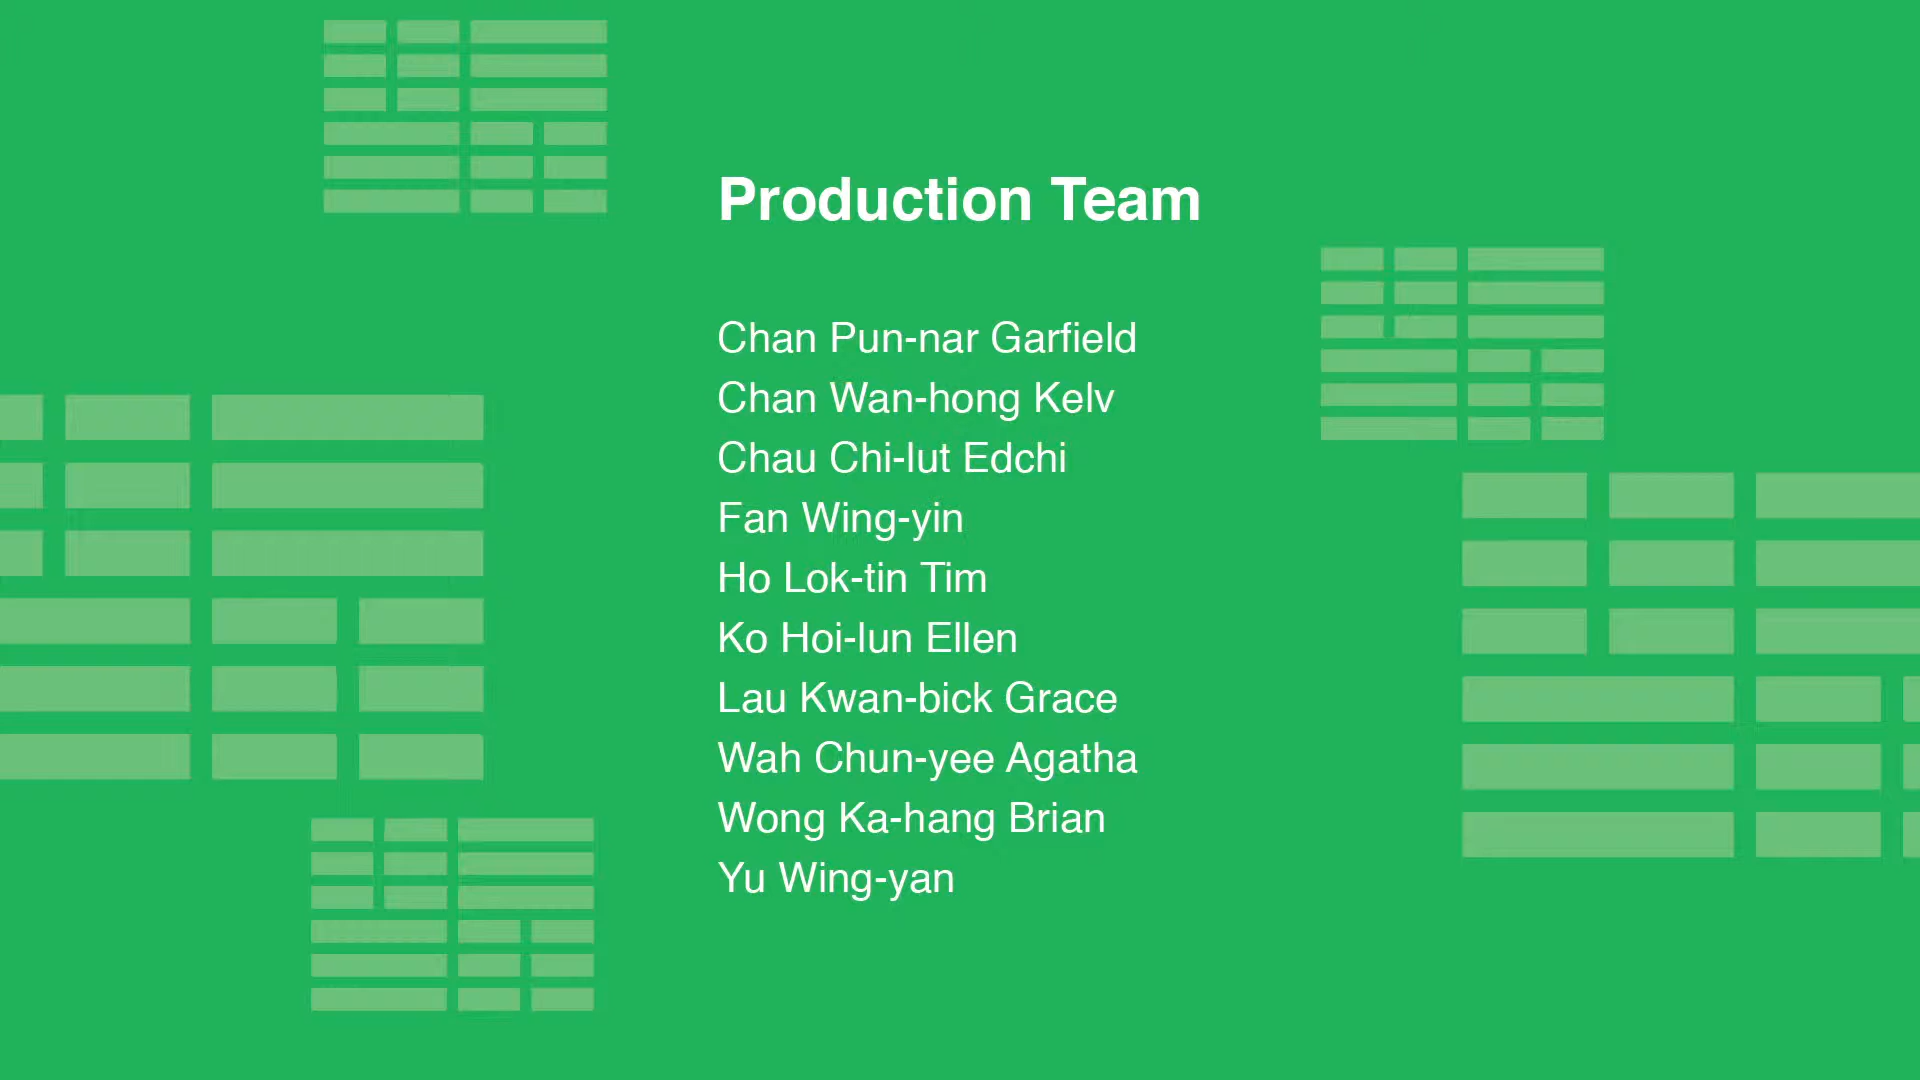 Production Team
Chan Pun-nar Garfield
Chan Wan-hong Kelv
Chau Chi-lut Edchi
Fan Wing-yin
Ho Lok-tin Tim
Ko Hoi-lun Ellen
Lau Kwan-bick Grace
Wah Chun-yee Agatha
Wong Ka-hang Brian
Yu Wing-yan